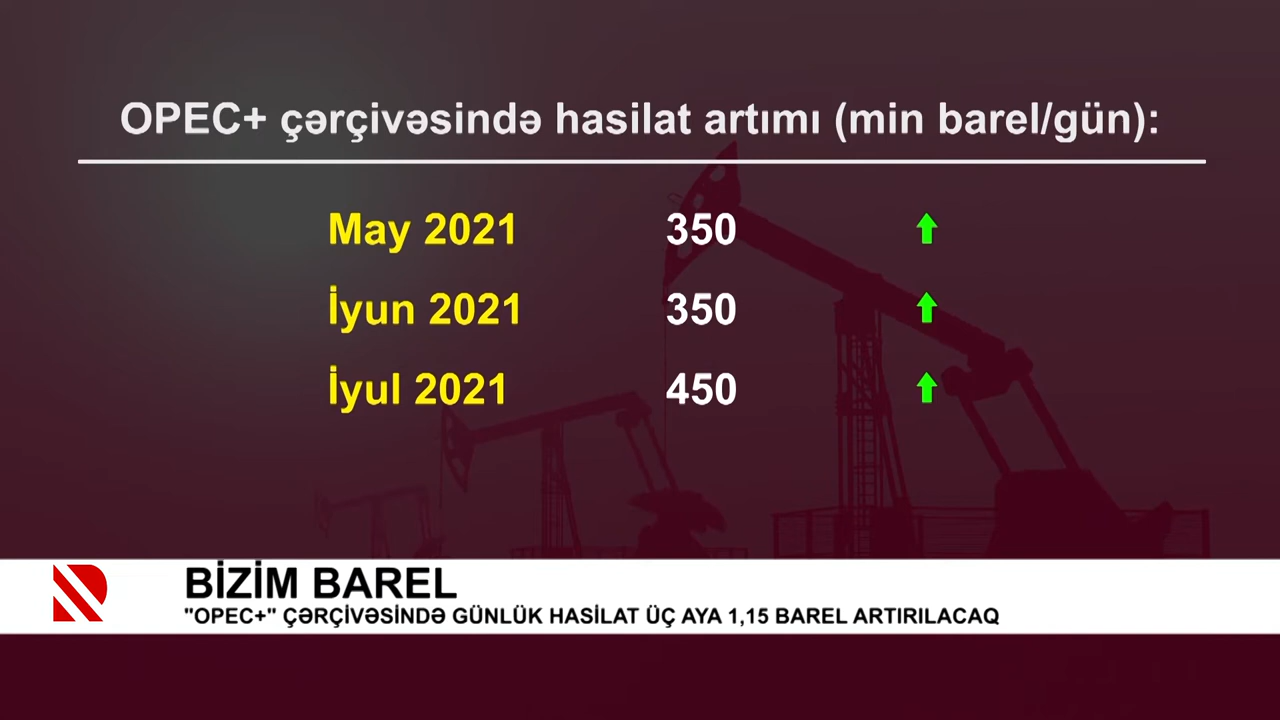 OPEC+ çərçivəsində hasilat artımı (min barel/gün):
May 2021 350
İyun 2021 350
İyul 2021 450
BİZİM BAREL
"OPEC+" ÇƏRÇİVƏSİNDƏ GÜNLÜK HASİLAT ÜÇ AYA 1,15 BAREL ARTIRILACAQ